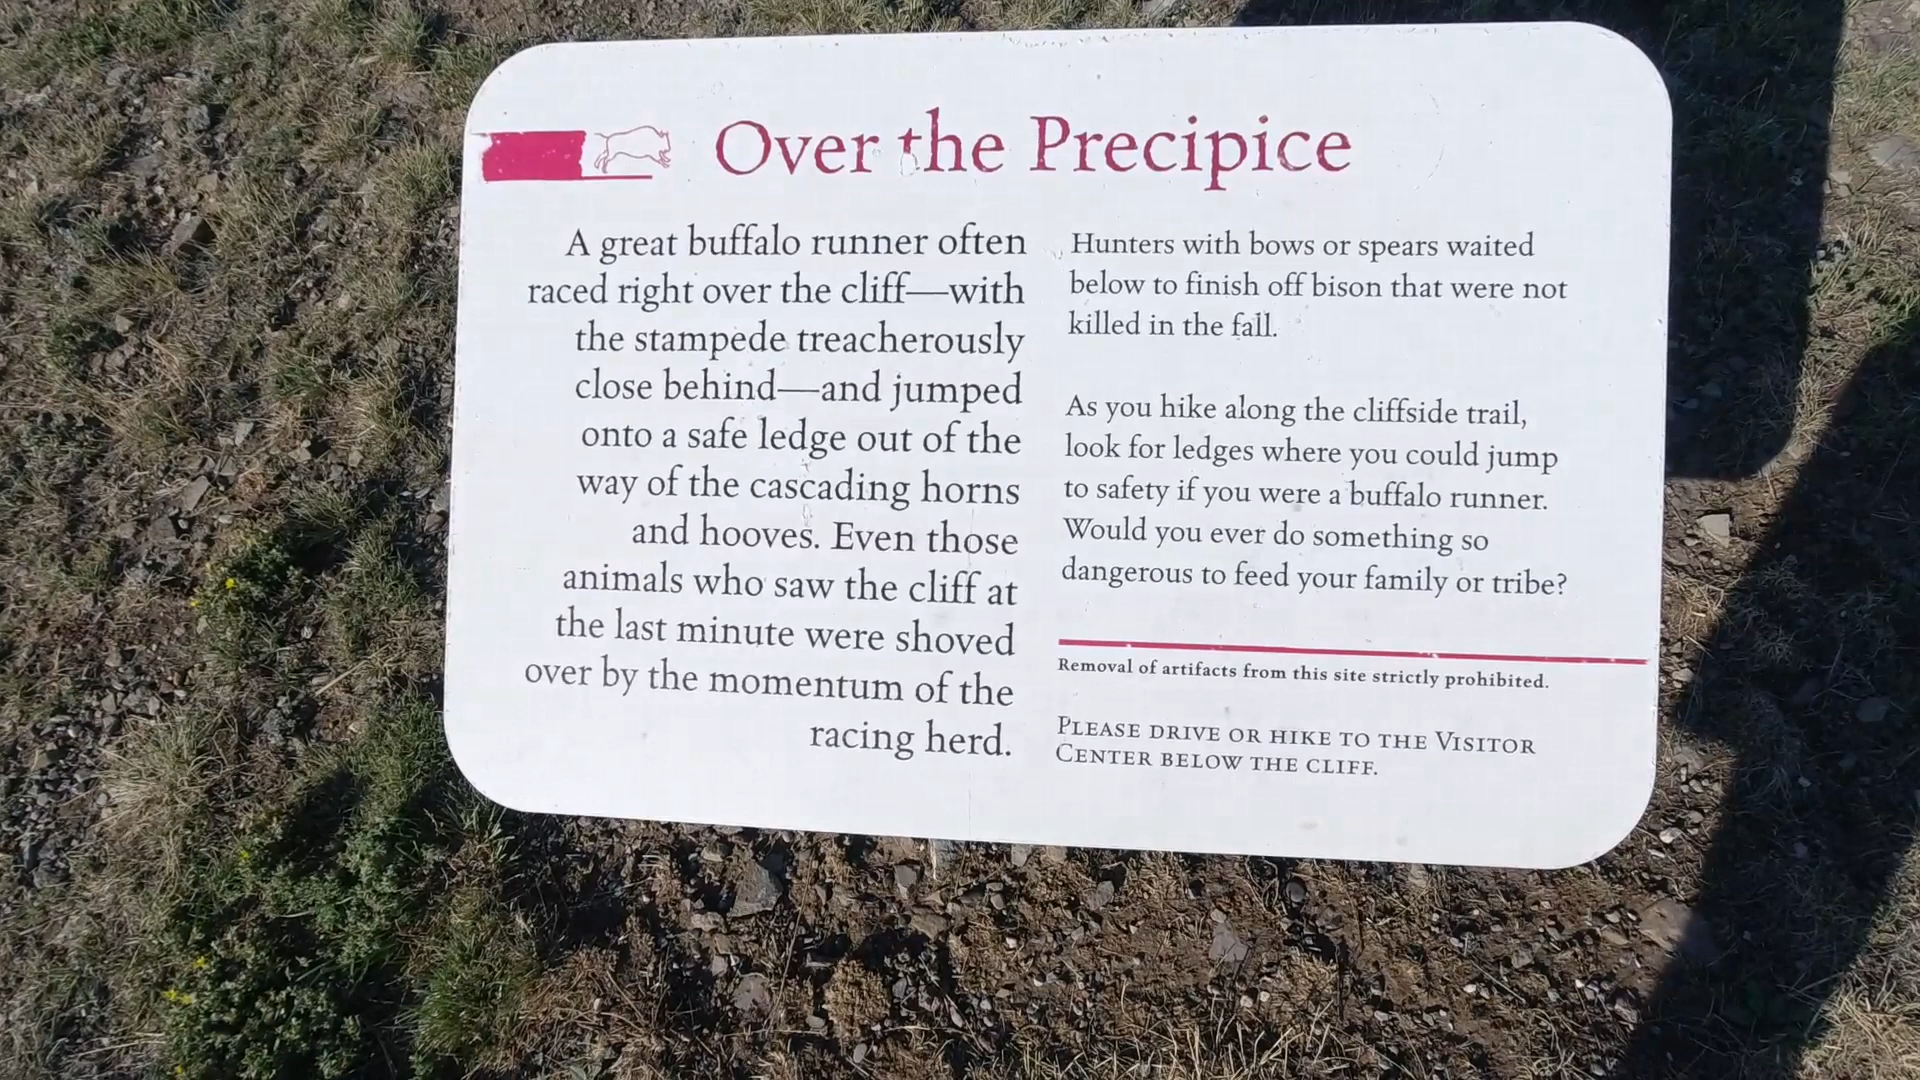 Over the Precipice
A great buffalo runner often
raced right over the cliff—with
the stampede treacherously
close behind—and jumped
onto a safe ledge out of the
way of the cascading horns
and hooves. Even those
animals who saw the cliff at
the last minute were shoved
over by the momentum of the
racing herd.
Hunters with bows or spears waited
below to finish off bison that were not
killed in the fall.
As you hike along the cliffside trail,
look for ledges where you could jump
to safety if you were a buffalo runner.
Would you ever do something so
dangerous to feed your family or tribe?
Removal of artifacts from this site strictly prohibited.
PLEASE DRIVE OR HIKE TO THE VISITOR
CENTER BELOW THE CLIFF.